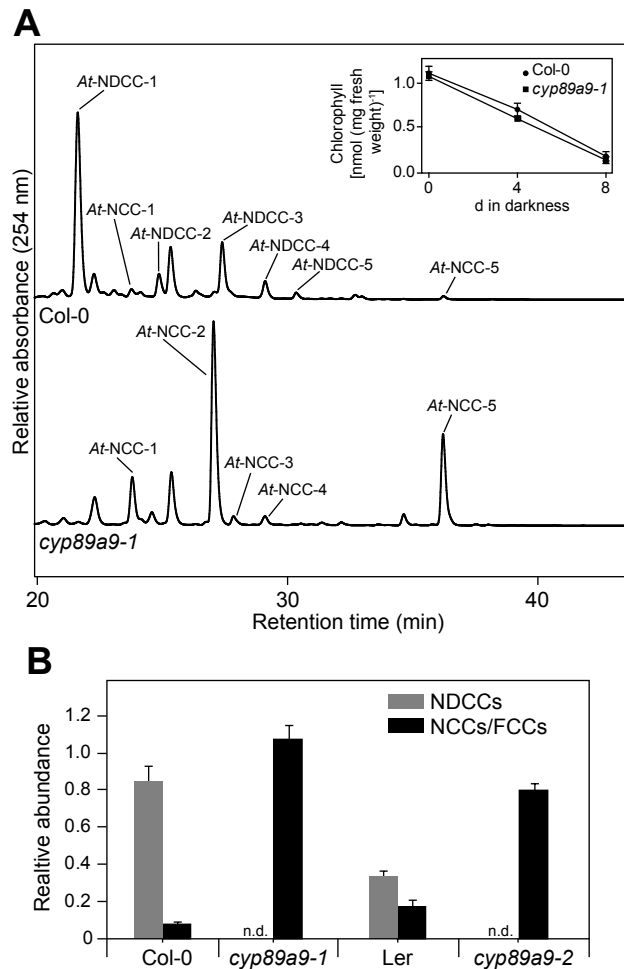 A
At-NDCC-1
At-NCC-1
At-NDCC-2
At-NDCC-3
At-NDCC-4
At-NDCC-5
At-NCC-5
Col-0
Chlorophyll
[nmol (mg fresh
weight)-1]
1.0
0.5
0.0
0
4
8
d in darkness
Col-0
cyp89a9-1
Relative absorbance (254 nm)
At-NCC-2
At-NCC-1
At-NCC-3
At-NCC-4
At-NCC-5
cyp89a9-1
20
30
40
Retention time (min)
B
NDCCs
NCCs/FCCs
Realtive abundance
1.2
1.0
0.8
0.6
0.4
0.2
0
n.d.
n.d.
Col-0
cyp89a9-1
Ler
cyp89a9-2